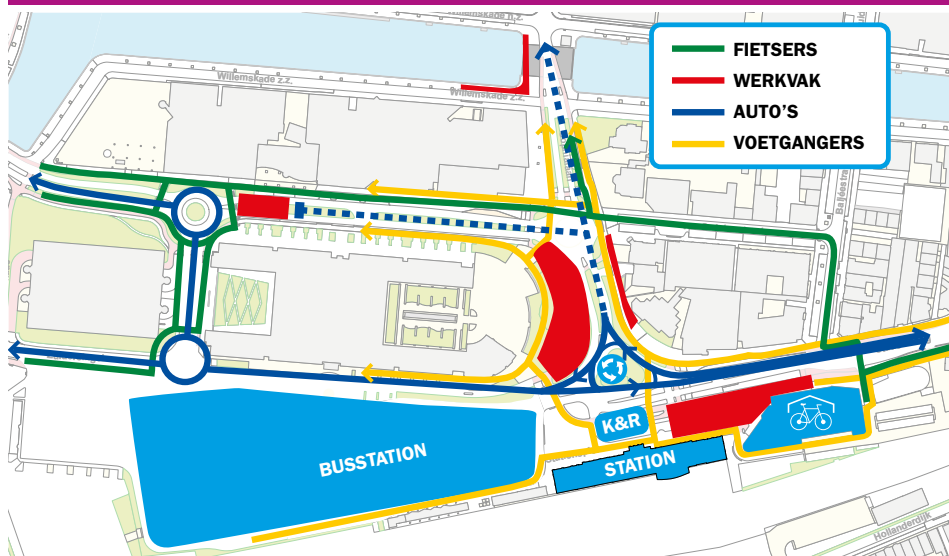 Willemskade n.z.
Willemskade z.z.
Willemskade z.z.
FIETSERS
WERKVAK
AUTO'S
VOETGANGERS
K&R
BUSSTATION
STATION
Hollanderdijk